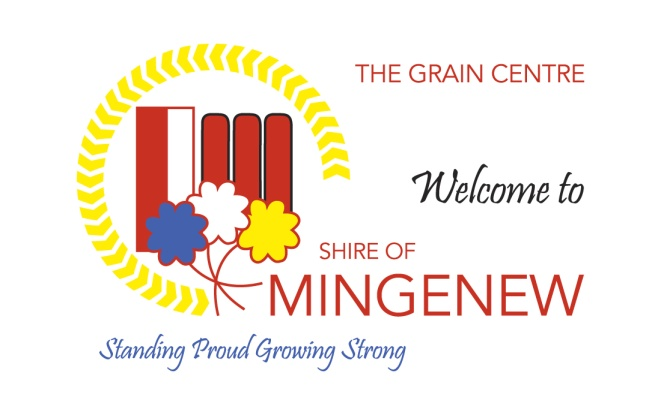 THE GRAIN CENTRE
Welcome to
SHIRE OF
MINGENEW
Standing Proud Growing Strong